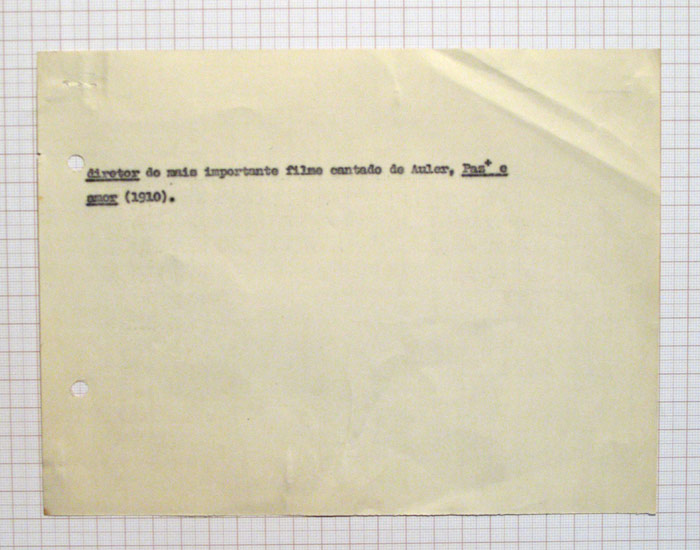 diretor do mais importante filme cantado de Auler, Paz+ e
amor (1910).